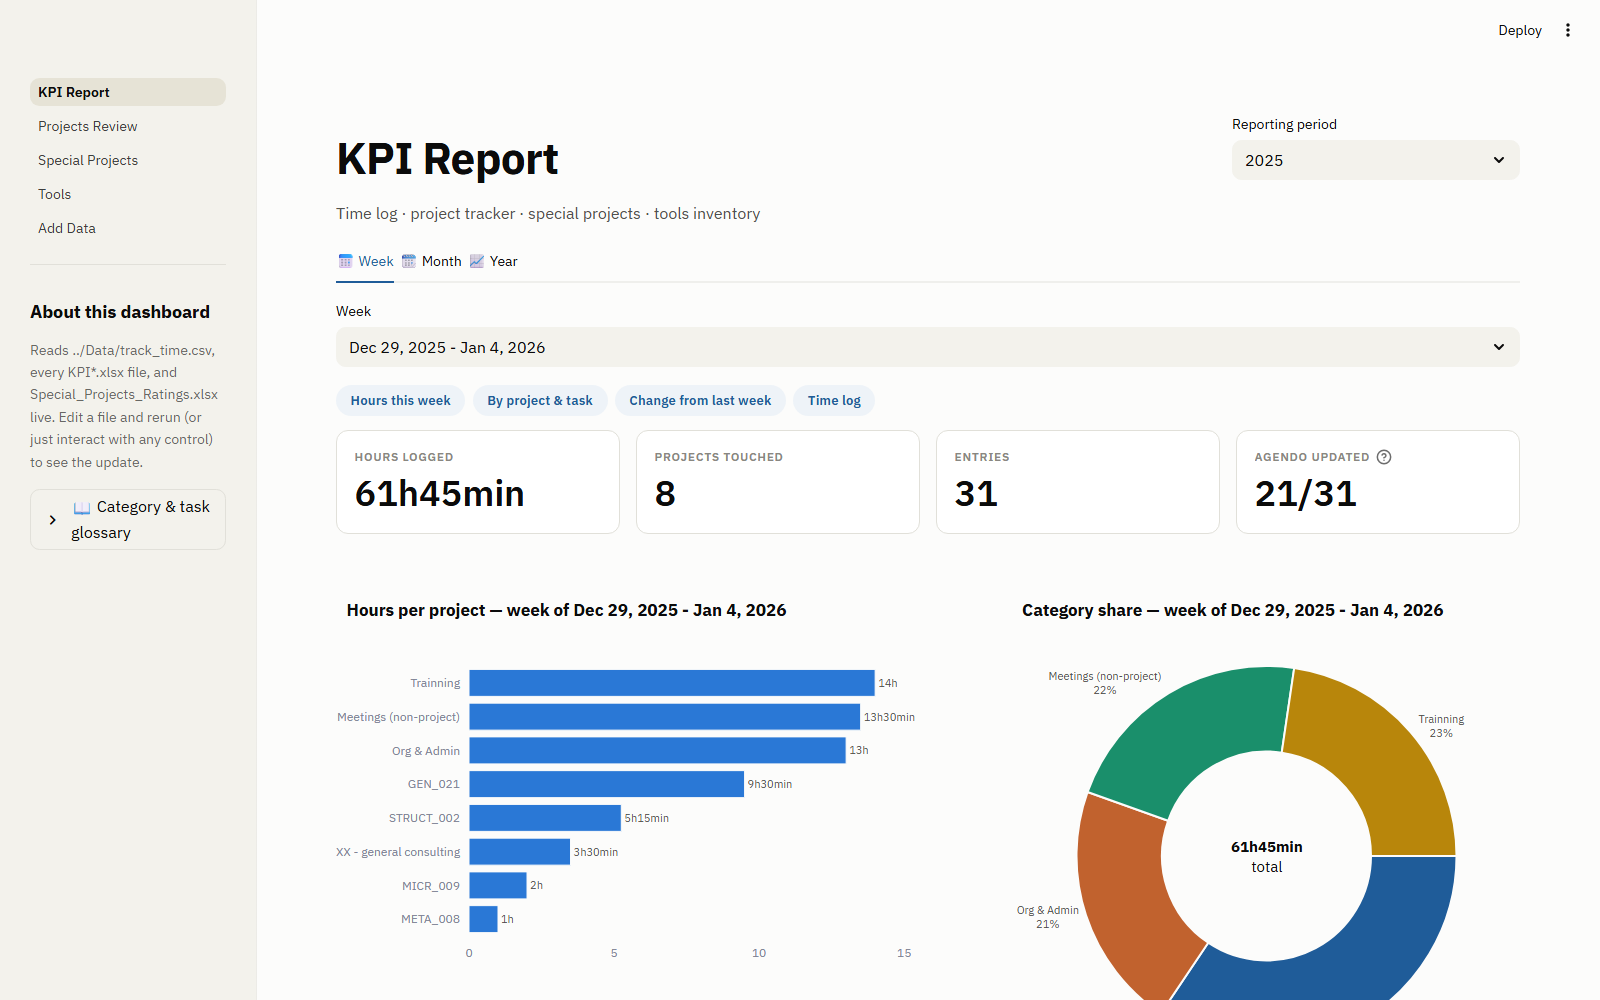 Deploy
KPI Report
Projects Review
Special Projects
Tools
Add Data
About this dashboard
Reads ../Data/track_time.csv,
every KPI*.xlsx file, and
Special_Projects_Ratings.xlsx
live. Edit a file and rerun (or
just interact with any control)
to see the update.
Category & task
glossary
KPI Report
Reporting period
2025
Time log · project tracker · special projects · tools inventory
Week
Month
Year
Week
Dec 29, 2025 - Jan 4, 2026
Hours this week
By project & task
Change from last week
Time log
HOURS LOGGED
61h45min
PROJECTS TOUCHED
8
ENTRIES
31
AGENDO UPDATED
21/31
Hours per project — week of Dec 29, 2025 - Jan 4, 2026
Trainning
14h
Meetings (non-project)
13h30min
Org & Admin
13h
GEN_021
9h30min
STRUCT_002
5h15min
XX - general consulting
3h30min
MICR_009
2h
META_008
1h
0
5
10
15
Category share — week of Dec 29, 2025 - Jan 4, 2026
Meetings (non-project)
22%
Trainning
23%
61h45min
total
Org & Admin
21%